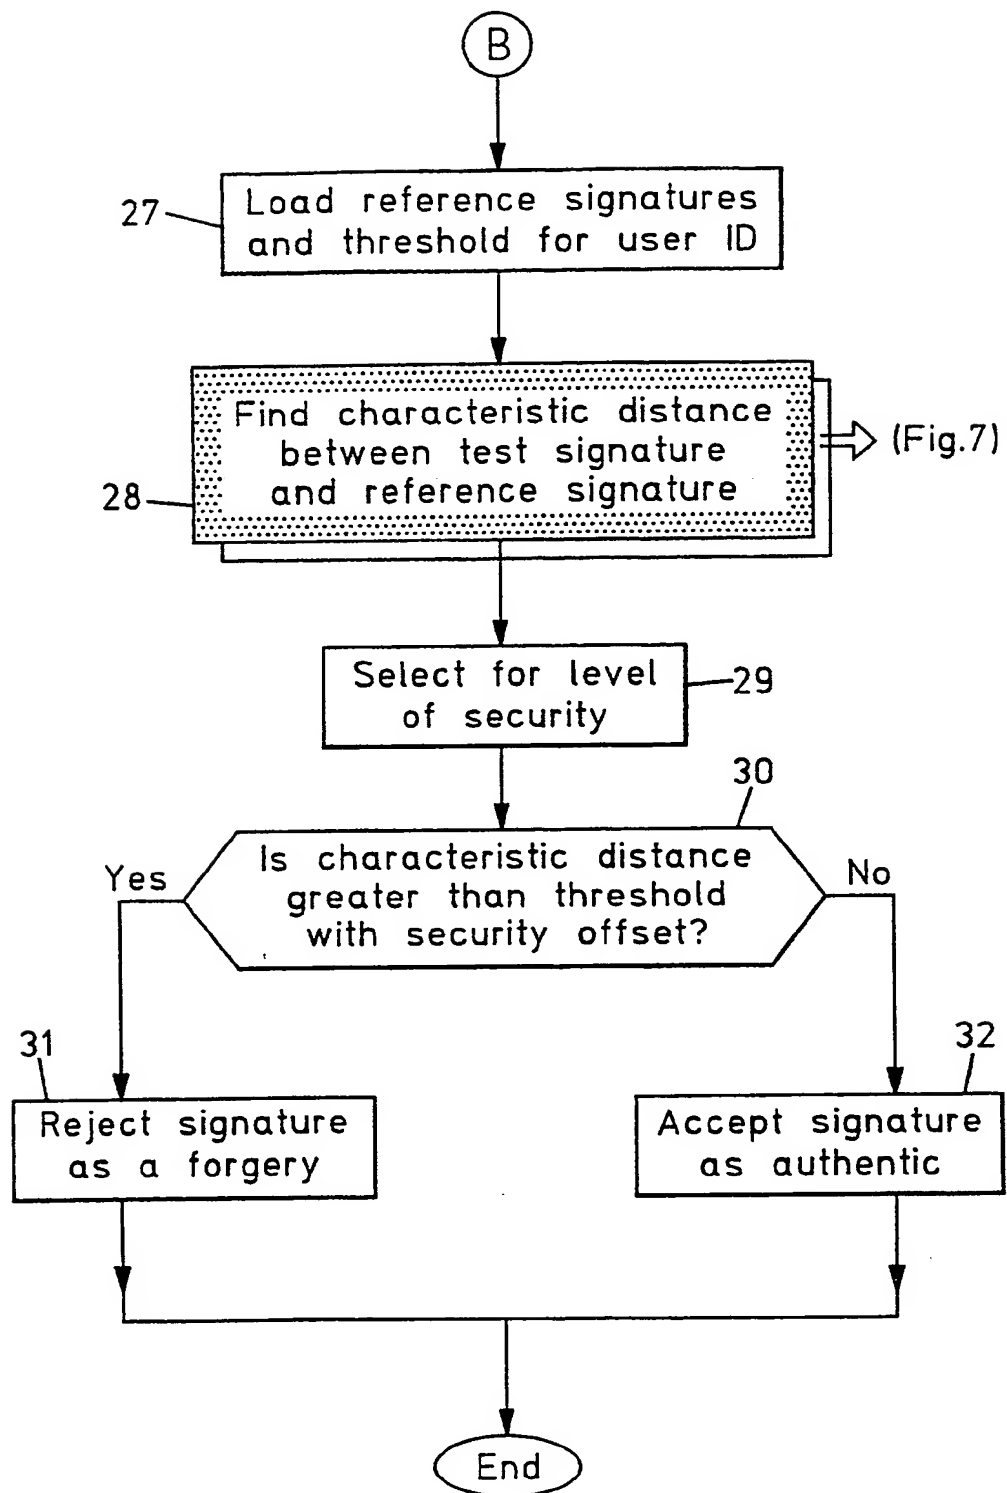 B
27
Load reference signatures
and threshold for user ID
Find characteristic distance
between test signature
and reference signature
(Fig.7)
28
Select for level
of security
29
30
Is characteristic distance
greater than threshold
with security offset?
Yes
No
31
Reject signature
as a forgery
32
Accept signature
as authentic
End